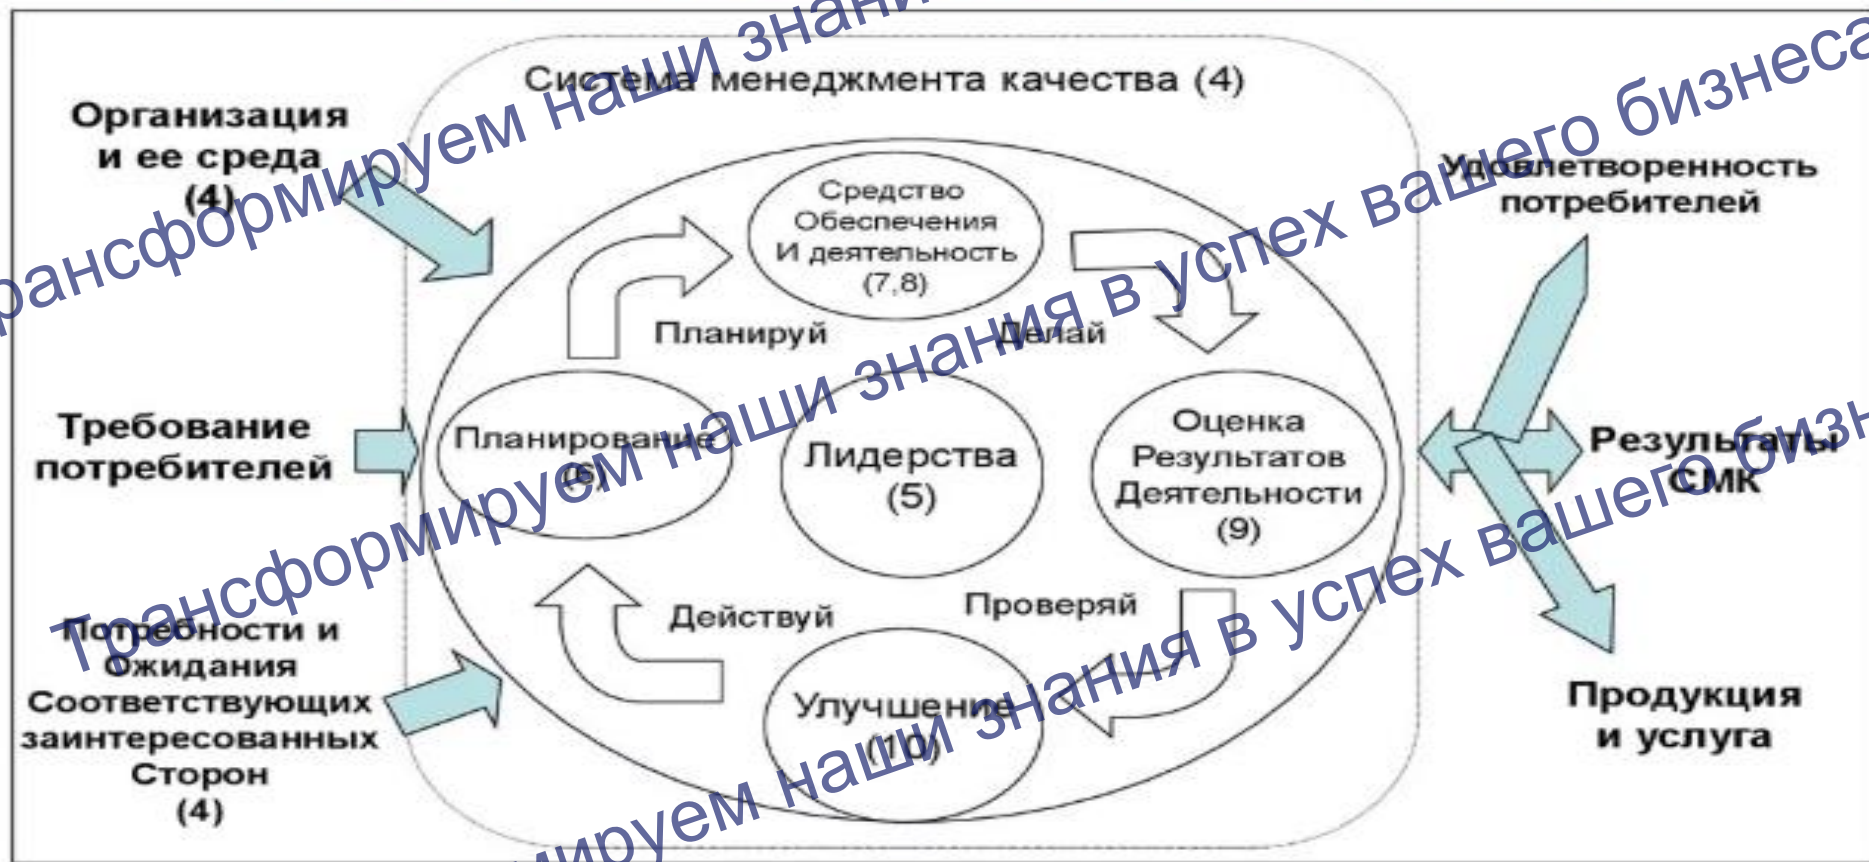 Система менеджмента качества (4)
Организация
и ее среда
(4)
Требование
потребителей
Потребности и
Ожидания
Соответствующих
заинтересованных
Сторон
(4)
Средство
Обеспечения
И деятельность
(7,8)
Планируй
Делай
Планирование
(6)
Лидерства
(5)
Оценка
Результатов
Деятельности
(9)
Действуй
Проверяй
Улучшение
(10)
Удовлетворенность
потребителей
Результаты
СМК
Продукция
и услуга
Трансформируем наши знания
Трансформируем наши знания в успех вашего бизнеса
наши знания в успех вашего